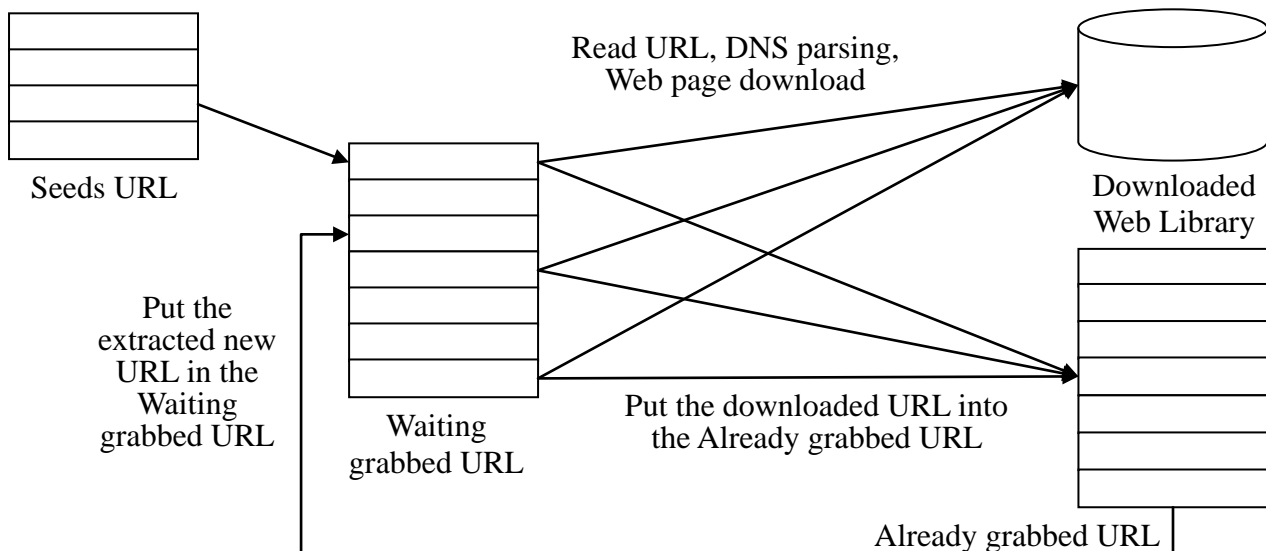 Read URL, DNS parsing,
Web page download
Seeds URL
Downloaded
Web Library
Put the
extracted new
URL in the
Waiting
grabbed URL
Waiting
grabbed URL
Put the downloaded URL into
the Already grabbed URL
Already grabbed URL